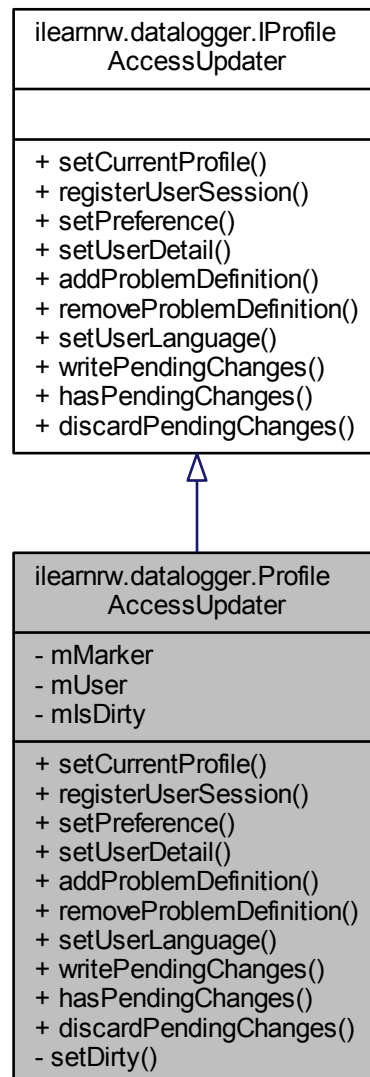 ilearnrw.datalogger.IProfile
AccessUpdater
+ setCurrentProfile()
+ registerUserSession()
+ setPreference()
+ setUserDetail()
+ addProblemDefinition()
+ removeProblemDefinition()
+ setUserLanguage()
+ writePendingChanges()
+ hasPendingChanges()
+ discardPendingChanges()
ilearnrw.datalogger.Profile
AccessUpdater
- mMarker
- mUser
- mIsDirty
+ setCurrentProfile()
+ registerUserSession()
+ setPreference()
+ setUserDetail()
+ addProblemDefinition()
+ removeProblemDefinition()
+ setUserLanguage()
+ writePendingChanges()
+ hasPendingChanges()
+ discardPendingChanges()
- setDirty()